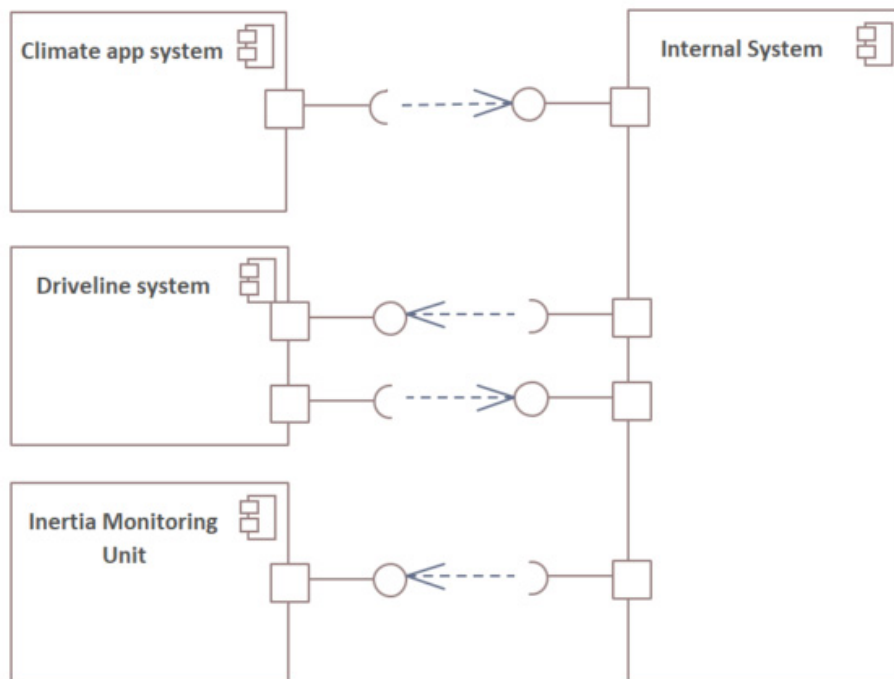 Climate app system
Internal System
Driveline system
Inertia Monitoring
Unit